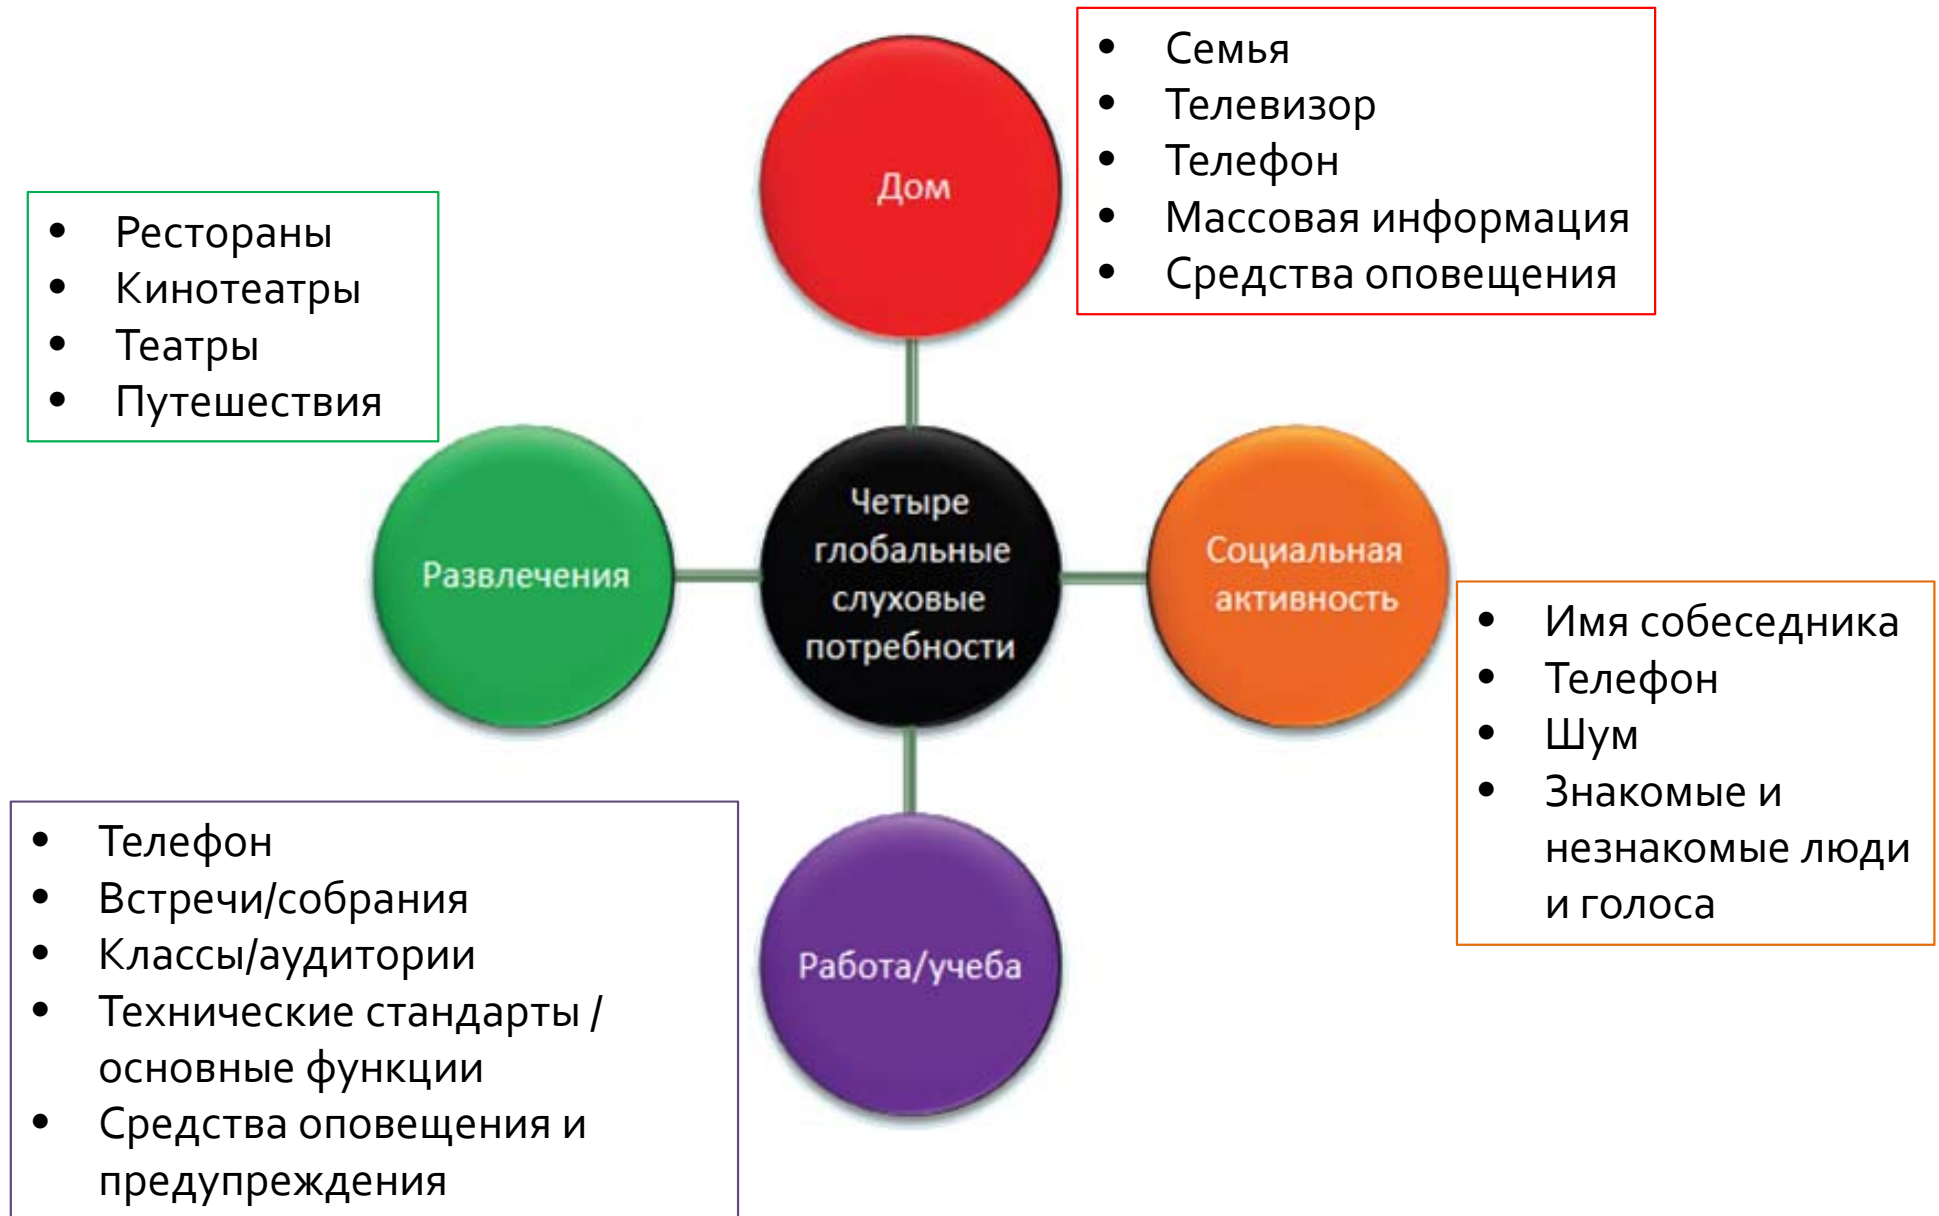 Дом
• Семья
• Телевизор
• Телефон
• Массовая информация
• Средства оповещения
• Рестораны
• Кинотеатры
• Театры
• Путешествия
Развлечения
Четыре
глобальные
слуховые
потребности
Социальная
активность
• Имя собеседника
• Телефон
• Шум
• Знакомые и
незнакомые люди
и голоса
• Телефон
• Встречи/собрания
• Классы/аудитории
• Технические стандарты /
основные функции
• Средства оповещения и
предупреждения
Работа/учеба